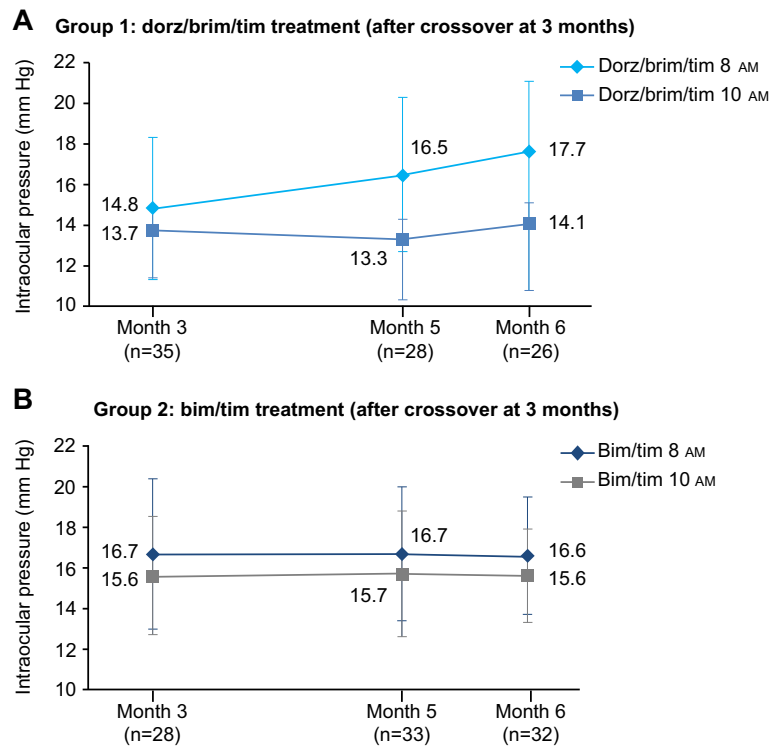 A
Group 1: dorz/brim/tim treatment (after crossover at 3 months)
Intraocular pressure (mm Hg)
22
20
18
16
14
12
10
Dorz/brim/tim 8 AM
Dorz/brim/tim 10 AM
14.8
13.7
16.5
13.3
17.7
14.1
Month 3
(n=35)
Month 5
(n=28)
Month 6
(n=26)
B
Group 2: bim/tim treatment (after crossover at 3 months)
Intraocular pressure (mm Hg)
22
20
18
16
14
12
10
Bim/tim 8 AM
Bim/tim 10 AM
16.7
15.6
16.7
15.7
16.6
15.6
Month 3
(n=28)
Month 5
(n=33)
Month 6
(n=32)